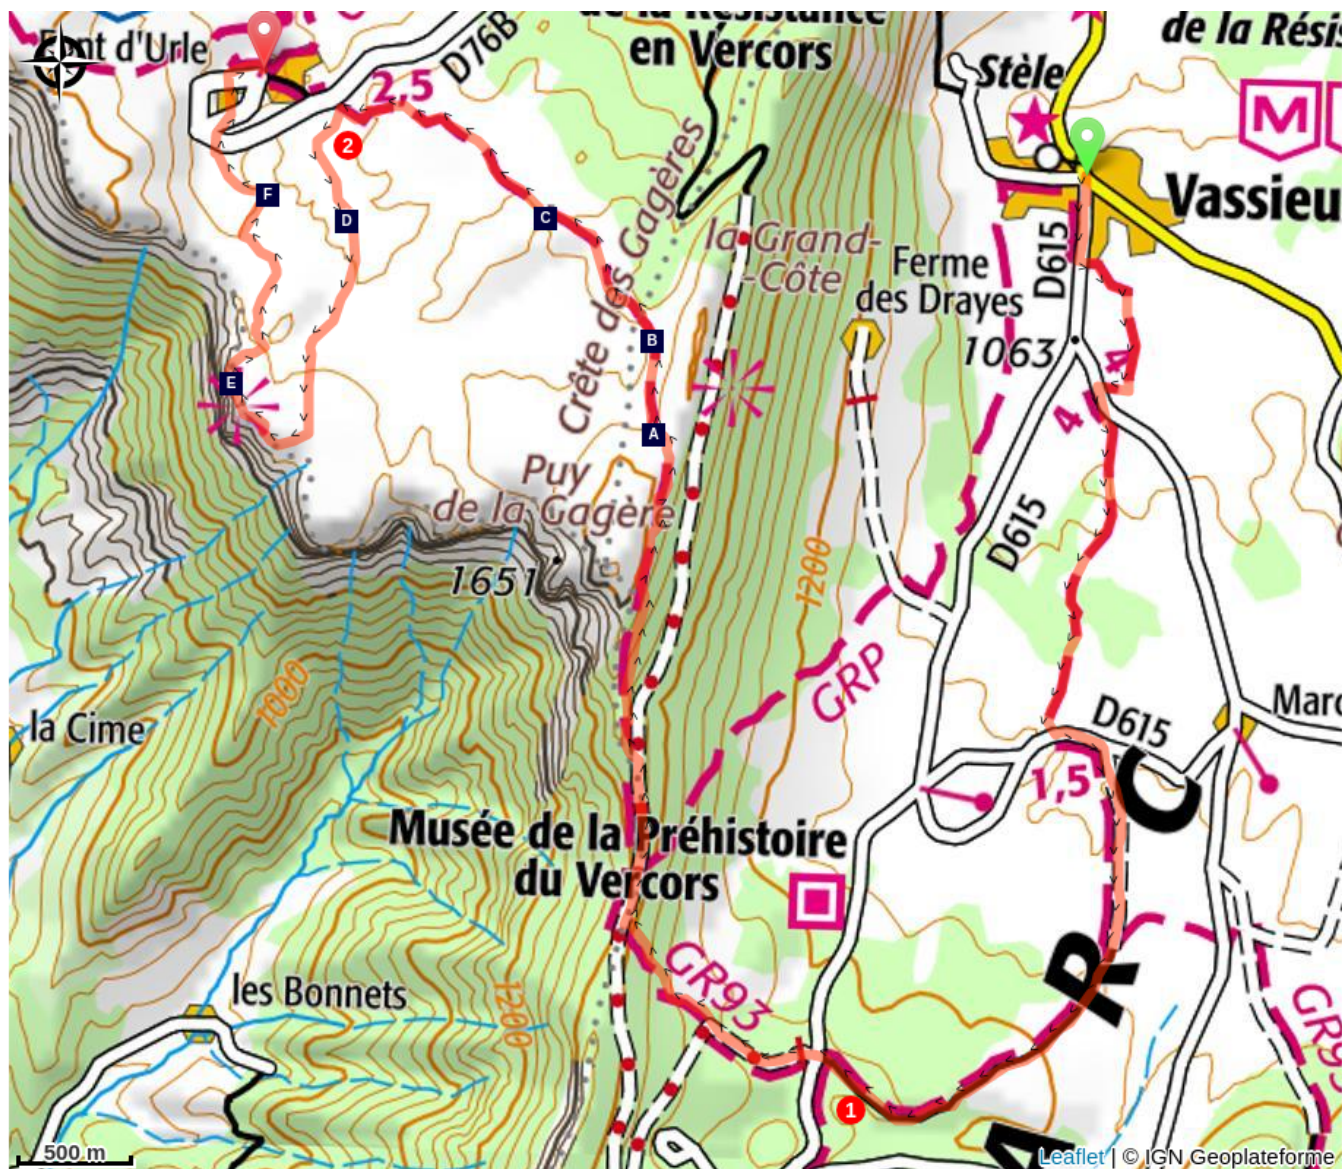 de la Résistance
en Vercors
de la Rési
Font d'Urle
D76B
2,5
Stèle
M
2
Vassieu
F
D
C
Crête des Gagères
la Grand-
-Côte
Ferme
des Drayes
D615
1063
B
4
4
E
A
Puy
de la Gagère
1651
1200
D615
GRP
1000
la Cime
D615
Marc
1,5
Musée de la Préhistoire
du Vercors
GR93
les Bonnets
1200
P A R C
GR9
1
500 m
Leaflet | © IGN Geoplateforme